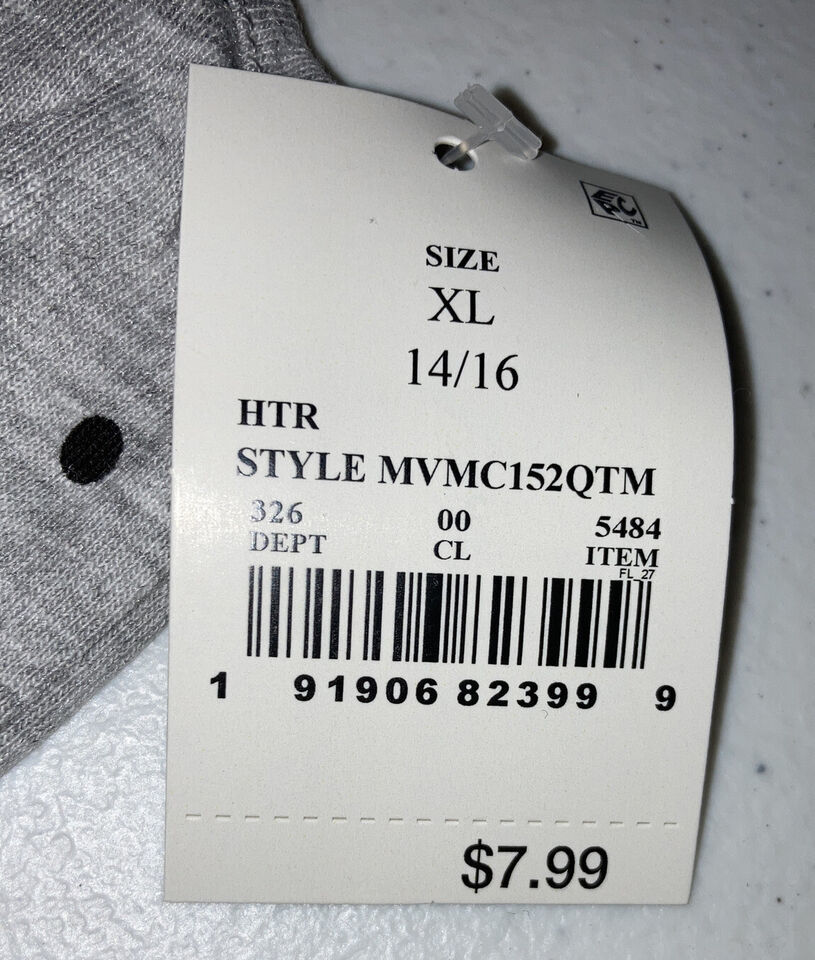 EPC™
SIZE
XL
14/16
HTR
STYLE MVMC152QTM
326 00 5484
DEPT CL ITEM
FL_27
1 91906 82399 9
$7.99